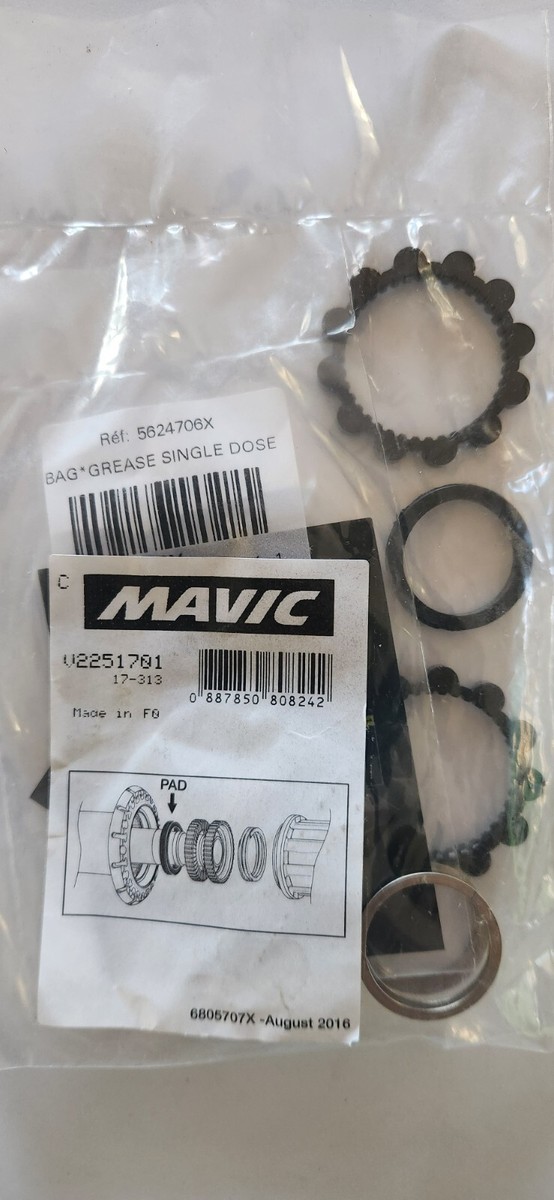 Réf: 5624706X
BAG*GREASE SINGLE DOSE
C
MAVIC
V2251701
17-313
0 887850 808242
Made in F0
PAD
6805707X -August 2016